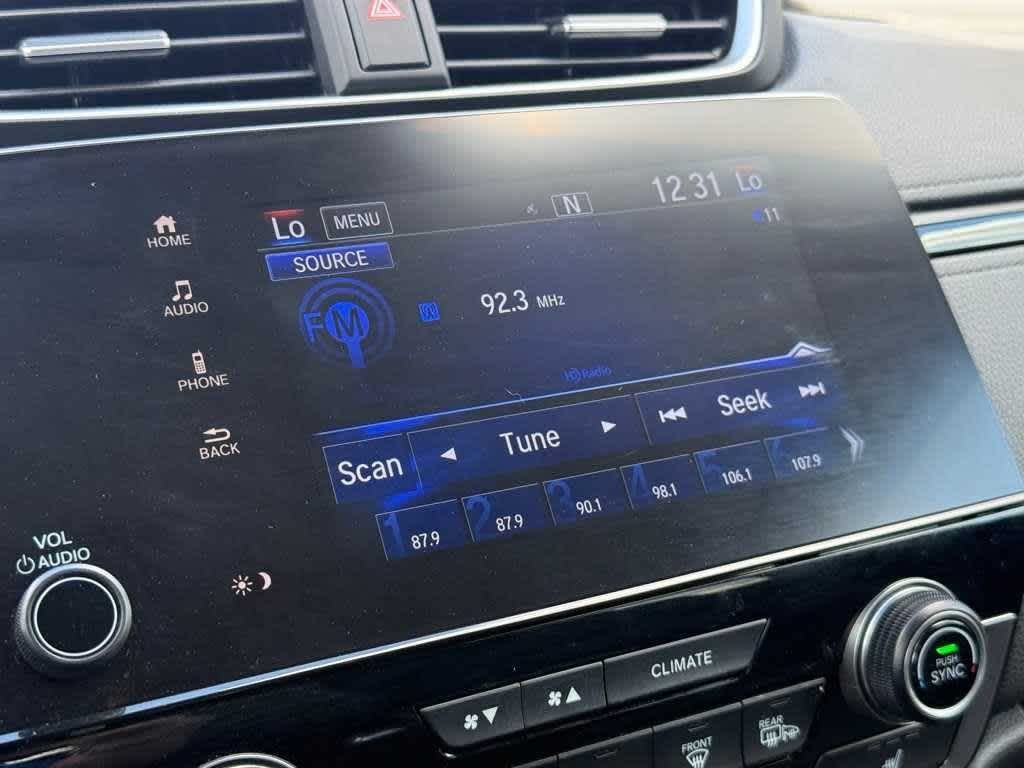 Lo
MENU
N
12:31
Lo
11
HOME
SOURCE
AUDIO
FM
92.3 MHz
HD Radio
PHONE
BACK
Scan
Tune
Seek
1 87.9
2 87.9
3 90.1
4 98.1
5 106.1
6 107.9
VOL
AUDIO
CLIMATE
PUSH
SYNC
FRONT
REAR